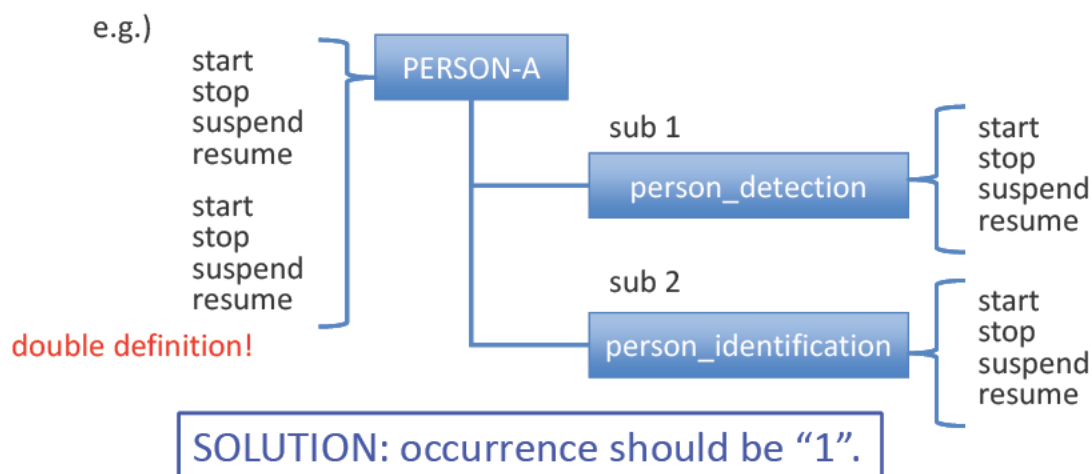 e.g.)
start
stop
suspend
resume
start
stop
suspend
resume
double definition!
PERSON-A
sub 1
person_detection
start
stop
suspend
resume
sub 2
person_identification
start
stop
suspend
resume
SOLUTION: occurrence should be “1”.